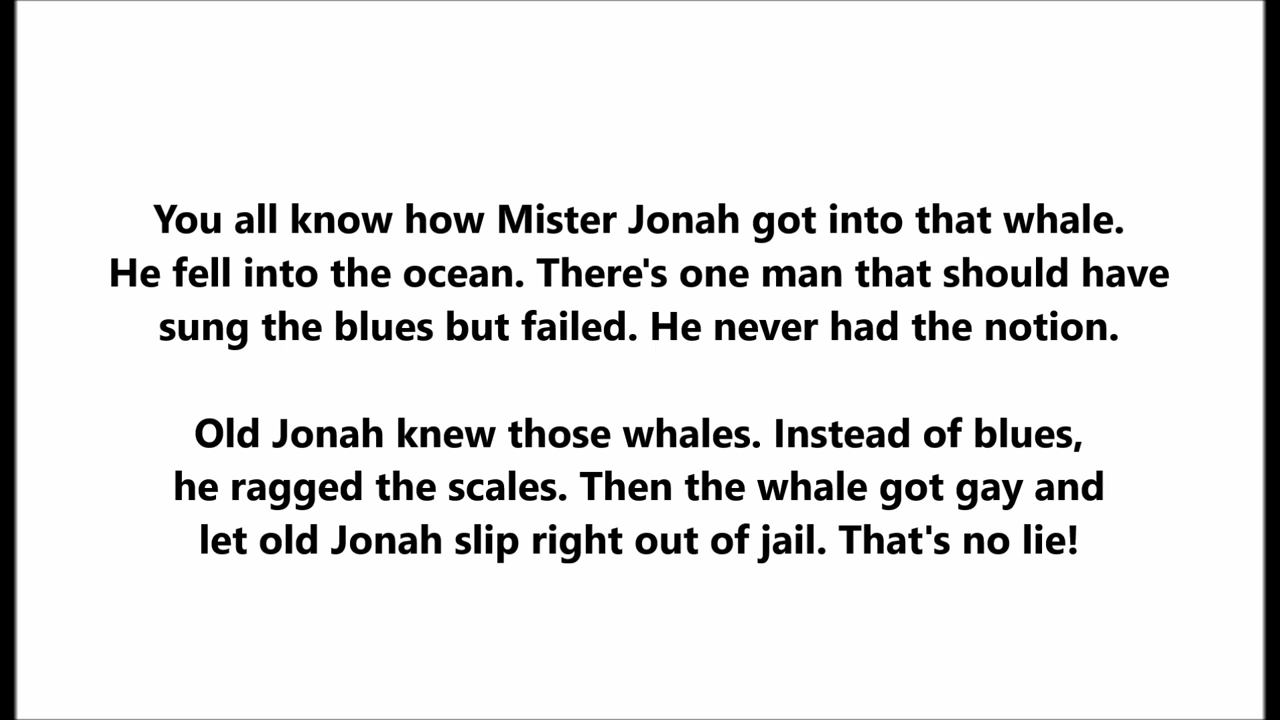 You all know how Mister Jonah got into that whale.
He fell into the ocean. There's one man that should have
sung the blues but failed. He never had the notion.
Old Jonah knew those whales. Instead of blues,
he ragged the scales. Then the whale got gay and
let old Jonah slip right out of jail. That's no lie!